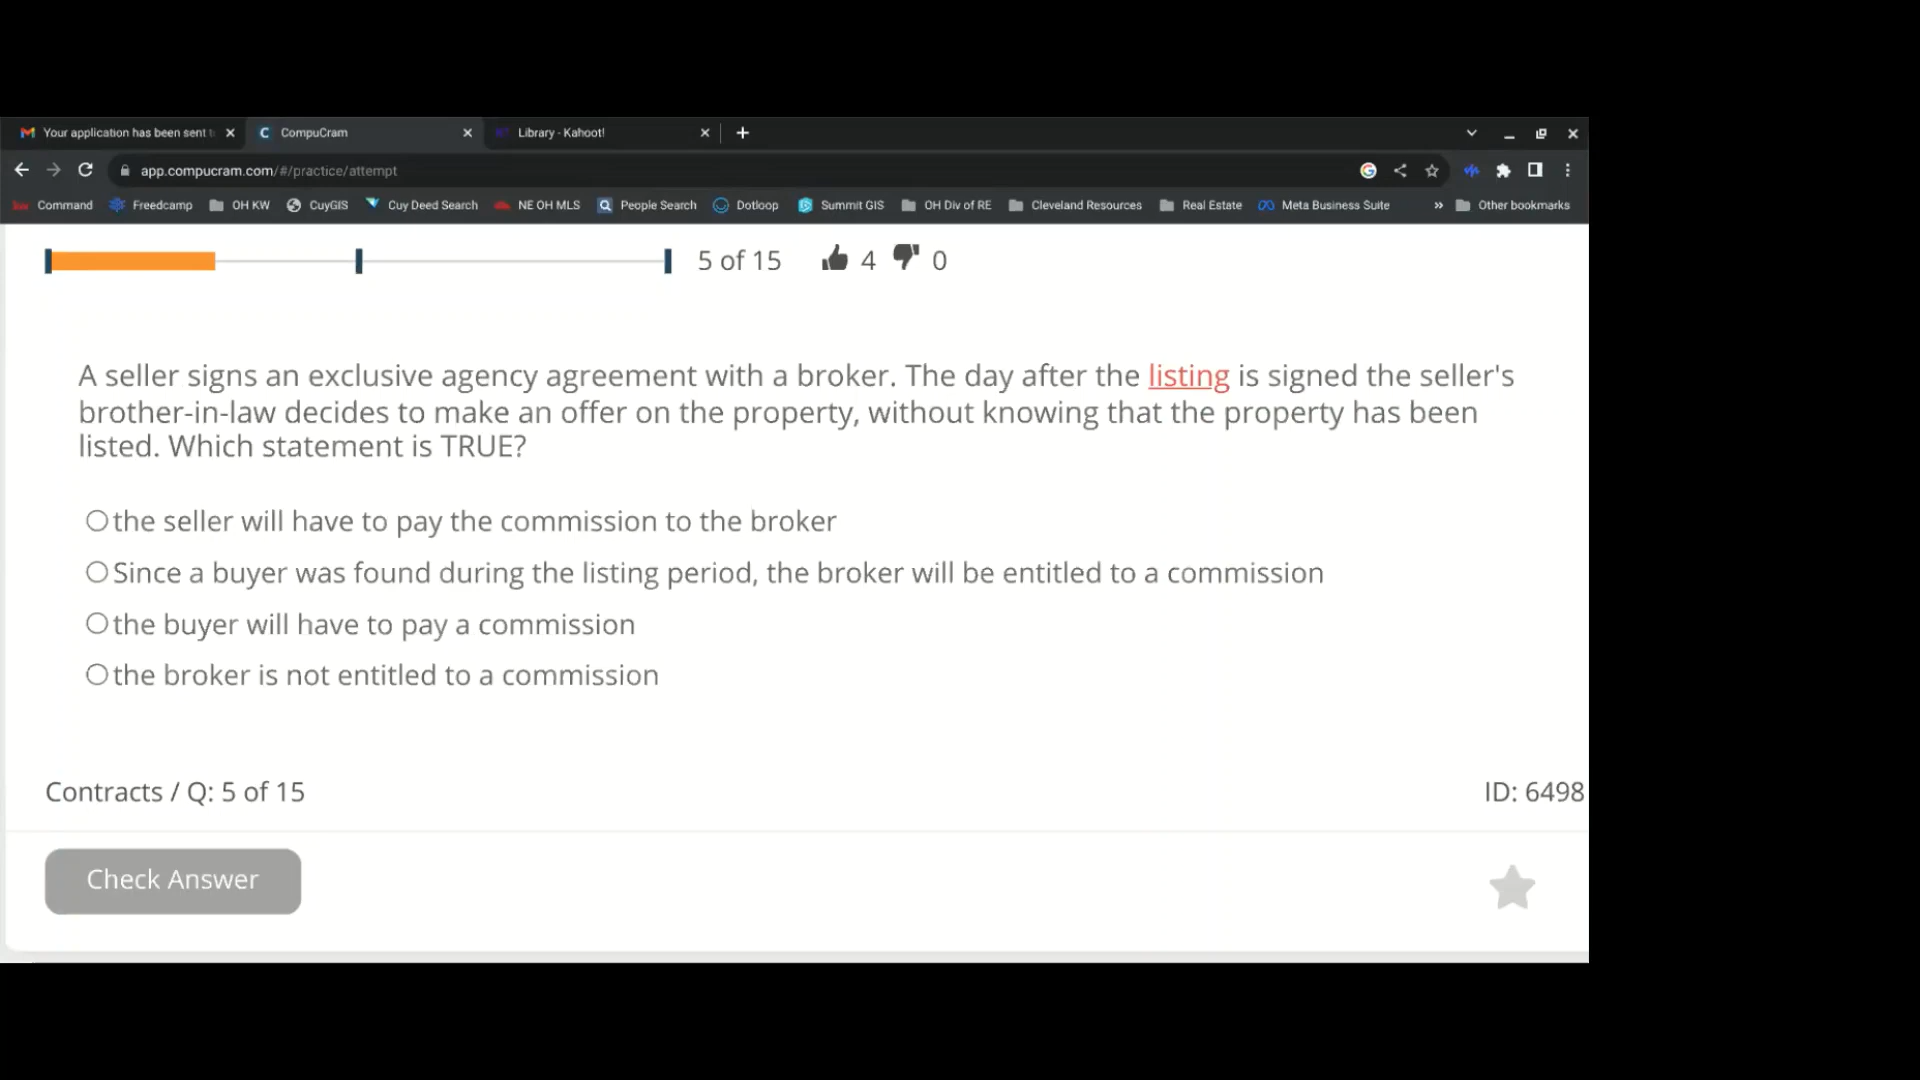 Your application has been sent t
CompuCram
Library - Kahoot!
app.compucram.com/#/practice/attempt
Command Freedcamp OH KW CuyGIS Cuy Deed Search NE OH MLS People Search Dotloop Summit GIS OH Div of RE Cleveland Resources Real Estate Meta Business Suite » Other bookmarks
5 of 15 4 0
A seller signs an exclusive agency agreement with a broker. The day after the listing is signed the seller's
brother-in-law decides to make an offer on the property, without knowing that the property has been
listed. Which statement is TRUE?
the seller will have to pay the commission to the broker
Since a buyer was found during the listing period, the broker will be entitled to a commission
the buyer will have to pay a commission
the broker is not entitled to a commission
Contracts / Q: 5 of 15
ID: 6498
Check Answer